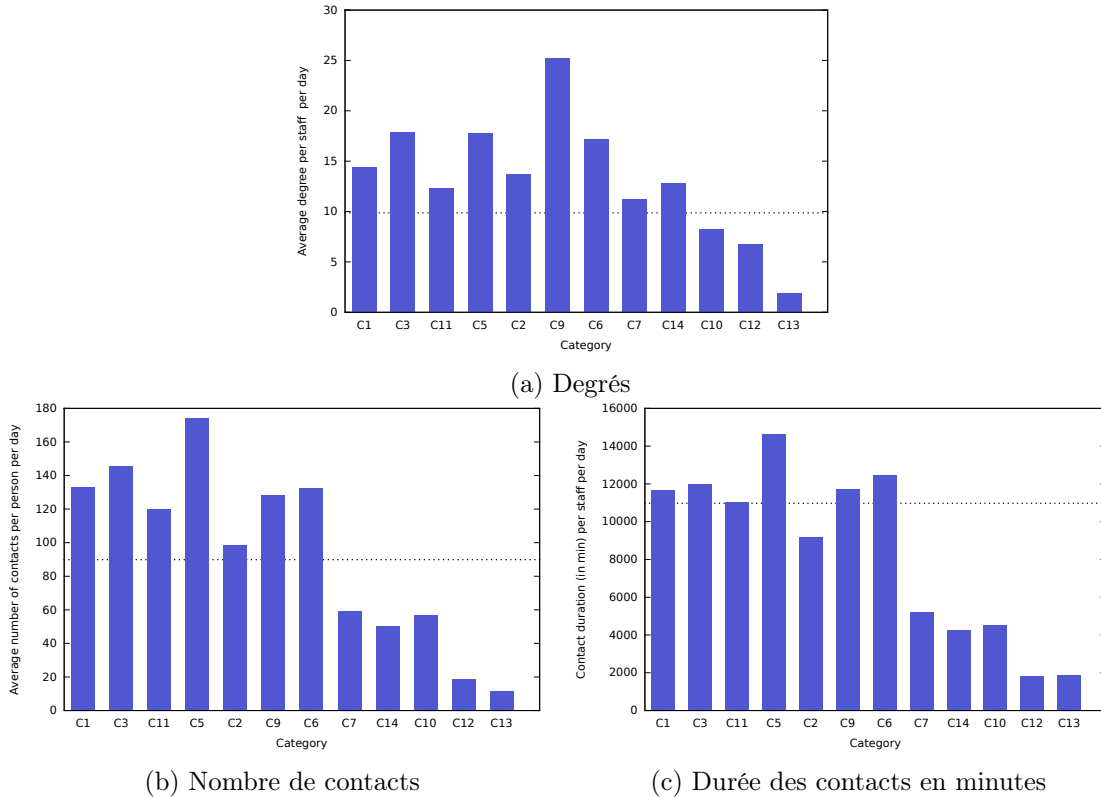 30
25
20
15
10
5
0
Average degree per staff  per day
C1 C3 C11 C5 C2 C9 C6 C7 C14 C10 C12 C13
Category
(a) Degrés
180
160
140
120
100
80
60
40
20
0
Average number of contacts per person per day
C1 C3 C11 C5 C2 C9 C6 C7 C14 C10 C12 C13
Category
(b) Nombre de contacts
16000
14000
12000
10000
8000
6000
4000
2000
0
Contact duration (in min) per staff per day
C1 C3 C11 C5 C2 C9 C6 C7 C14 C10 C12 C13
Category
(c) Durée des contacts en minutes